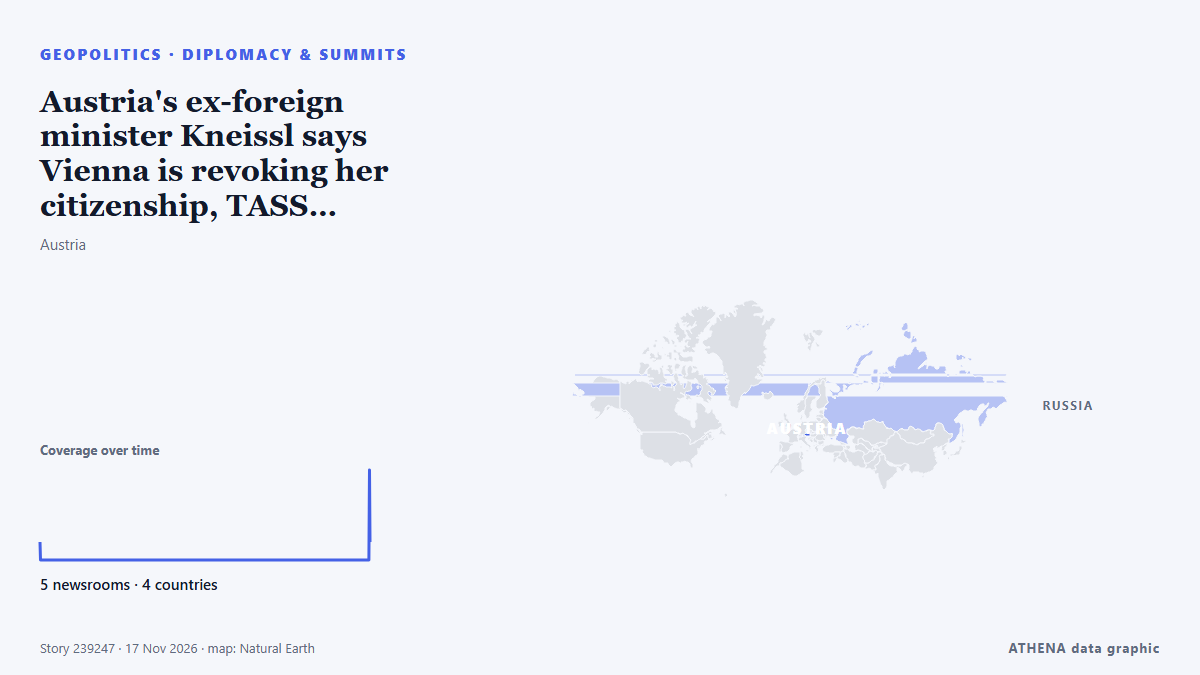 GEOPOLITICS · DIPLOMACY & SUMMITS
Austria's ex-foreign
minister Kneissl says
Vienna is revoking her
citizenship, TASS...
Austria
AUSTRIA
RUSSIA
Coverage over time
5 newsrooms · 4 countries
Story 239247 · 17 Nov 2026 · map: Natural Earth
ATHENA data graphic